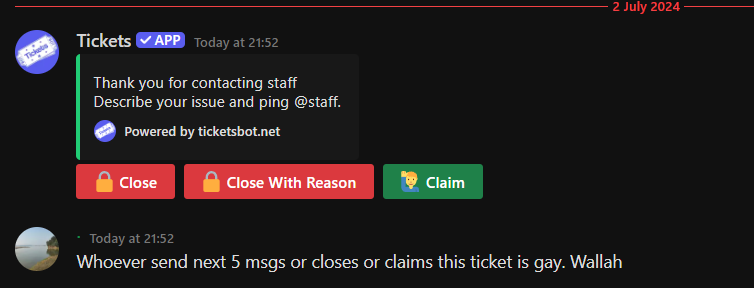 2 July 2024
Tickets APP Today at 21:52
Thank you for contacting staff
Describe your issue and ping @staff.
Tickets Powered by ticketsbot.net
Close Close With Reason Claim
. Today at 21:52
Whoever send next 5 msgs or closes or claims this ticket is gay. Wallah